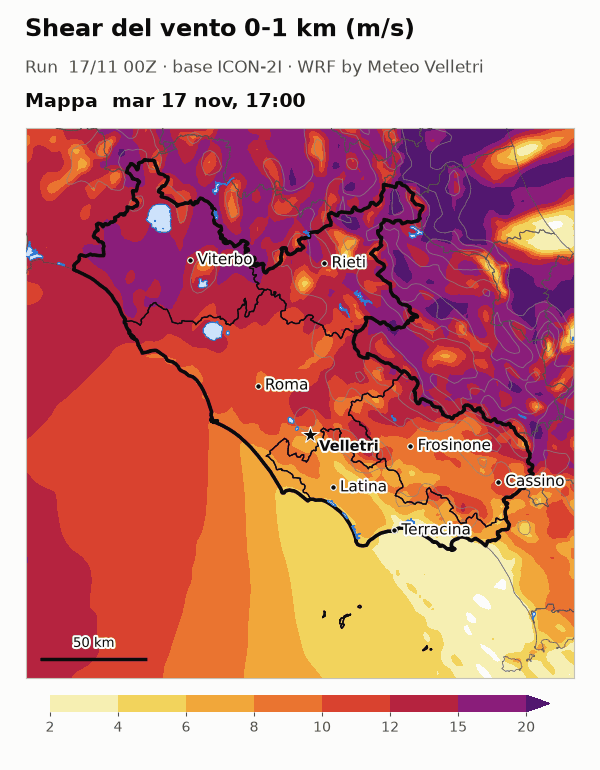 Shear del vento 0-1 km (m/s)
Run 17/11 00Z · base ICON-2I · WRF by Meteo Velletri
Mappa mar 17 nov, 17:00
Viterbo
Rieti
Roma
Velletri
Frosinone
Cassino
Latina
Terracina
50 km
2 4 6 8 10 12 15 20